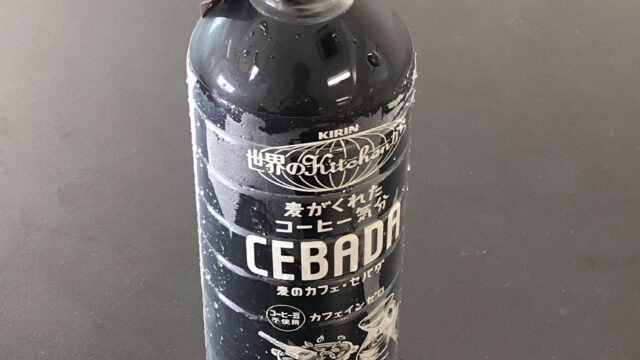 KIRIN
世界のKitchenから
麦がくれた
コーヒー気分
CEBADA
麦のカフェ・セバダ
コーヒー豆
不使用
カフェインゼロ